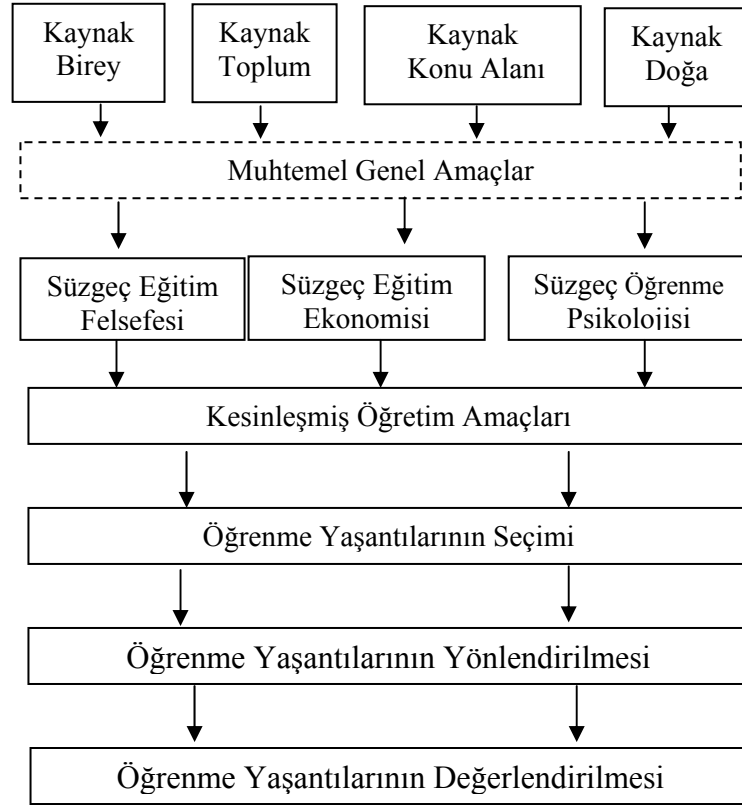 Kaynak
Birey
Kaynak
Toplum
Kaynak
Konu Alanı
Kaynak
Doğa
Muhtemel Genel Amaçlar
Süzgeç Eğitim
Felsefesi
Süzgeç Eğitim
Ekonomisi
Süzgeç Öğrenme
Psikolojisi
Kesinleşmiş Öğretim Amaçları
Öğrenme Yaşantılarının Seçimi
Öğrenme Yaşantılarının Yönlendirilmesi
Öğrenme Yaşantılarının Değerlendirilmesi